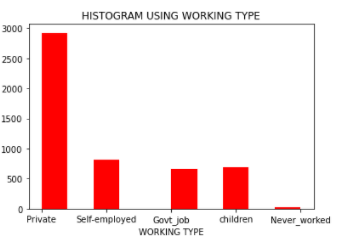 HISTOGRAM USING WORKING TYPE
3000
2500
2000
1500
1000
500
0
Private Self-employed Govt_job children Never_worked
WORKING TYPE